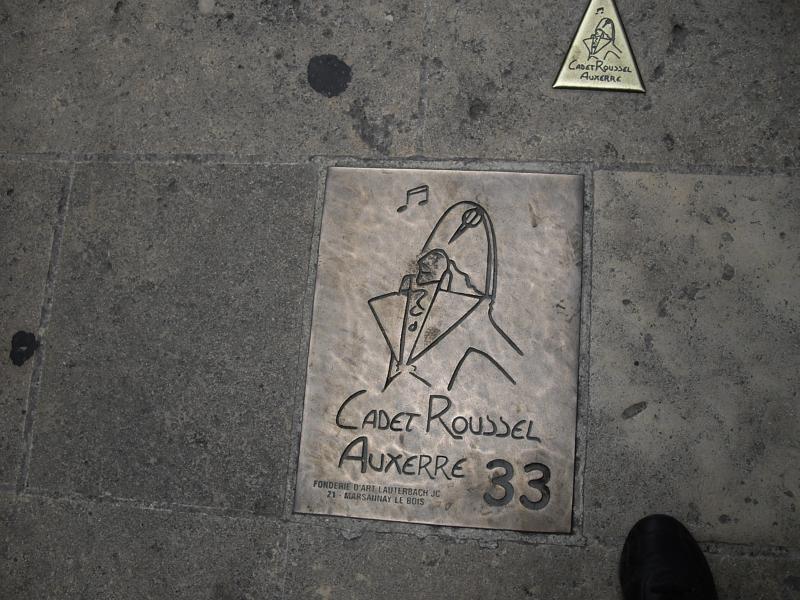 CADET ROUSSEL
AUXERRE
CADET ROUSSEL
AUXERRE 33
FONDERIE D'ART LAUTERBACH JC
21 - MARSANNAY LE BOIS